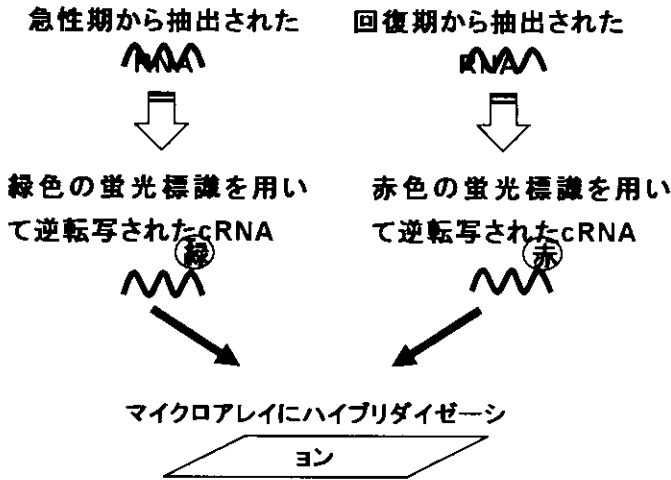 急性期から抽出された
RNA
回復期から抽出された
RNA
緑色の蛍光標識を用い
て逆転写されたcRNA
緑
赤色の蛍光標識を用い
て逆転写されたcRNA
赤
マイクロアレイにハイブリダイゼーシ
ョン